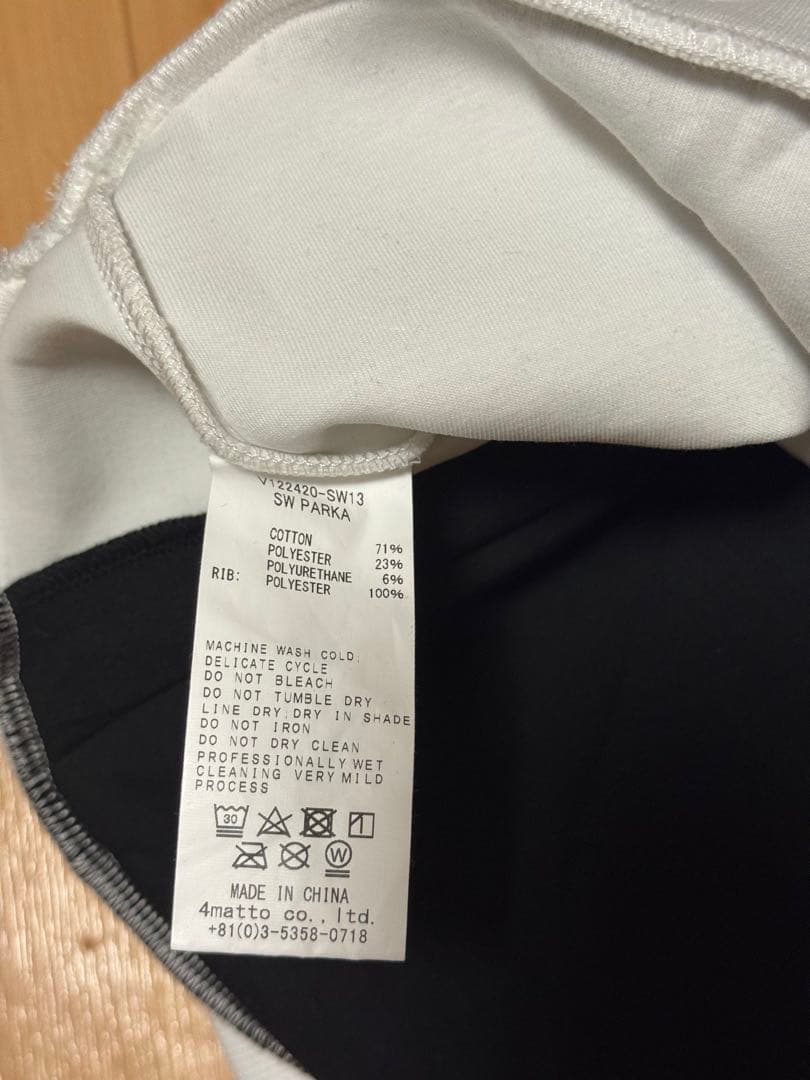 V122420-SW13
SW PARKA
COTTON 71%
POLYESTER 23%
POLYURETHANE 6%
RIB: POLYESTER 100%
MACHINE WASH COLD;
DELICATE CYCLE
DO NOT BLEACH
DO NOT TUMBLE DRY
LINE DRY;DRY IN SHADE
DO NOT IRON
DO NOT DRY CLEAN
PROFESSIONALLY WET
CLEANING VERY MILD
PROCESS
30
W
MADE IN CHINA
4matto co., ltd.
+81(0)3-5358-0718